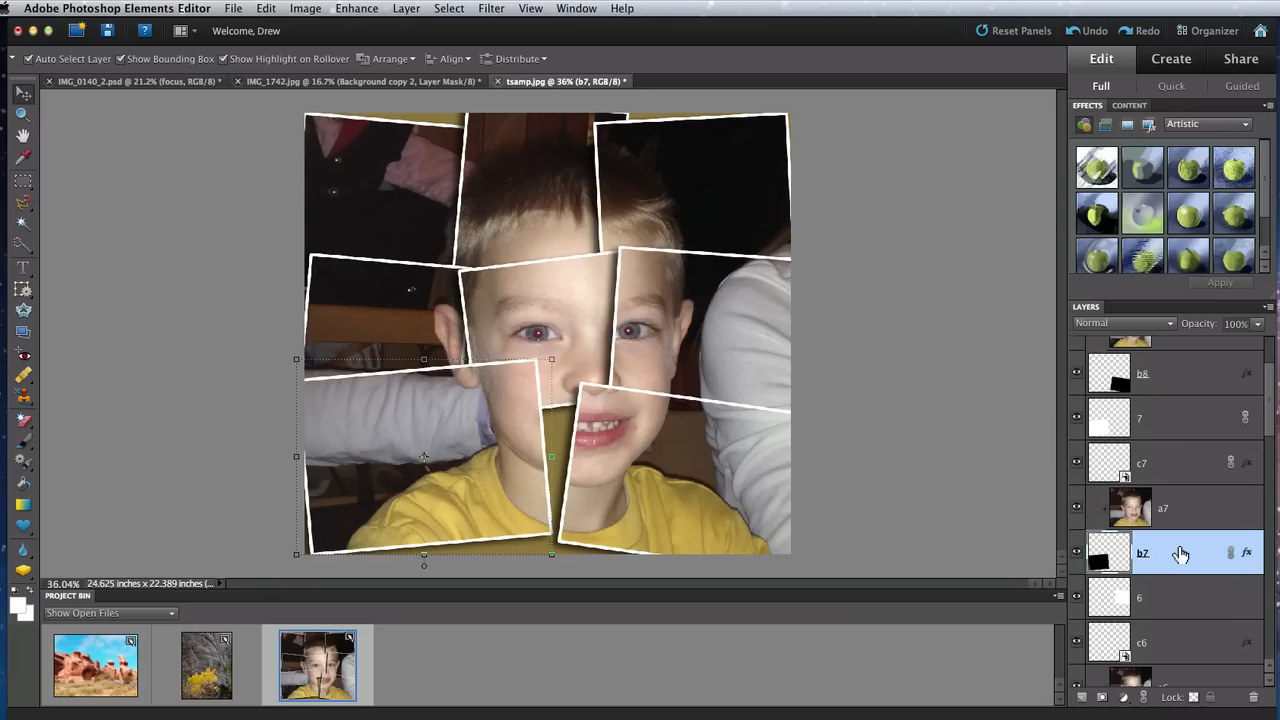 Adobe Photoshop Elements Editor File Edit Image Enhance Layer Select Filter View Window Help
Welcome, Drew Reset Panels Undo Redo Organizer
Auto Select Layer Show Bounding Box Show Highlight on Rollover Arrange Align Distribute Edit Create Share
IMG_0140_2.psd @ 21.2% (focus, RGB/8) * IMG_1742.jpg @ 16.7% (Background copy 2, Layer Mask/8) * tsamp.jpg @ 36% (b7, RGB/8) *
Full Quick Guided
EFFECTS CONTENT
Artistic
Apply
LAYERS
Normal Opacity: 100%
b8 fx
7
c7 fx
a7
b7 fx
6
c6 fx
36.04% 24.625 inches x 22.389 inches (...
PROJECT BIN
Show Open Files
Lock: